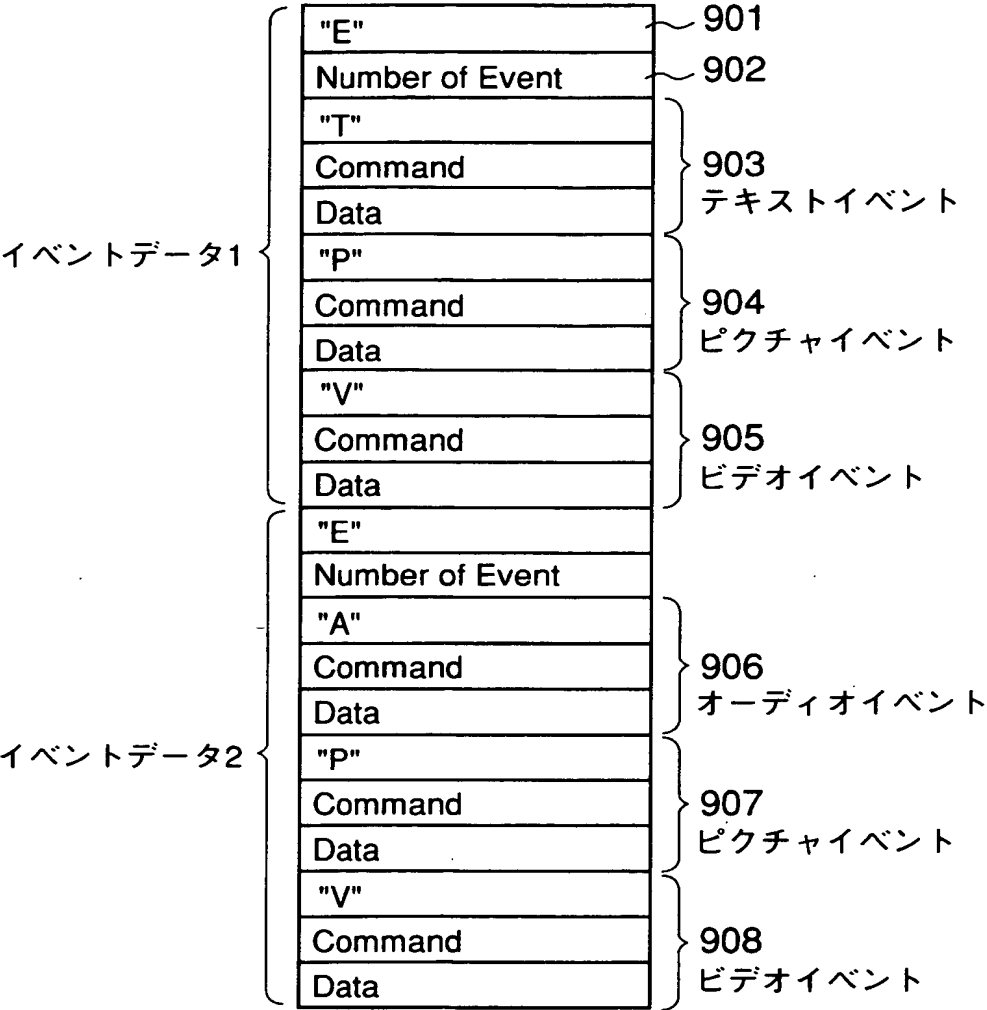 "E" 901
Number of Event 902
"T"
Command 903
Data テキストイベント
イベントデータ1 "P"
Command 904
Data ピクチャイベント
"V"
Command 905
Data ビデオイベント
"E"
Number of Event
"A"
Command 906
Data オーディオイベント
イベントデータ2 "P"
Command 907
Data ピクチャイベント
"V"
Command 908
Data ビデオイベント